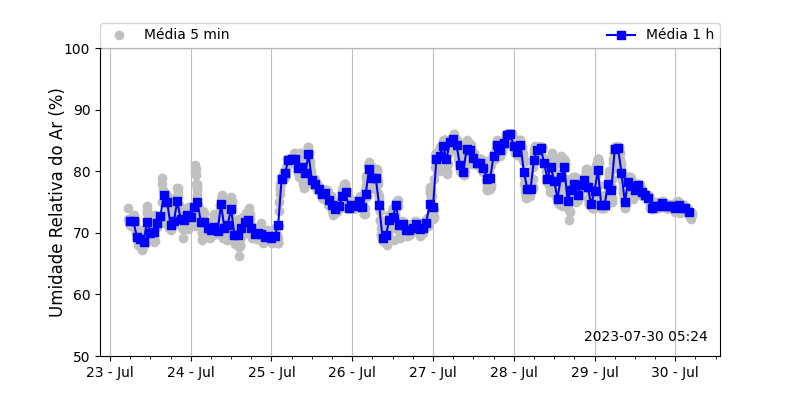 Média 5 min
Média 1 h
Umidade Relativa do Ar (%)
100
90
80
70
60
50
2023-07-30 05:24
23 - Jul
24 - Jul
25 - Jul
26 - Jul
27 - Jul
28 - Jul
29 - Jul
30 - Jul